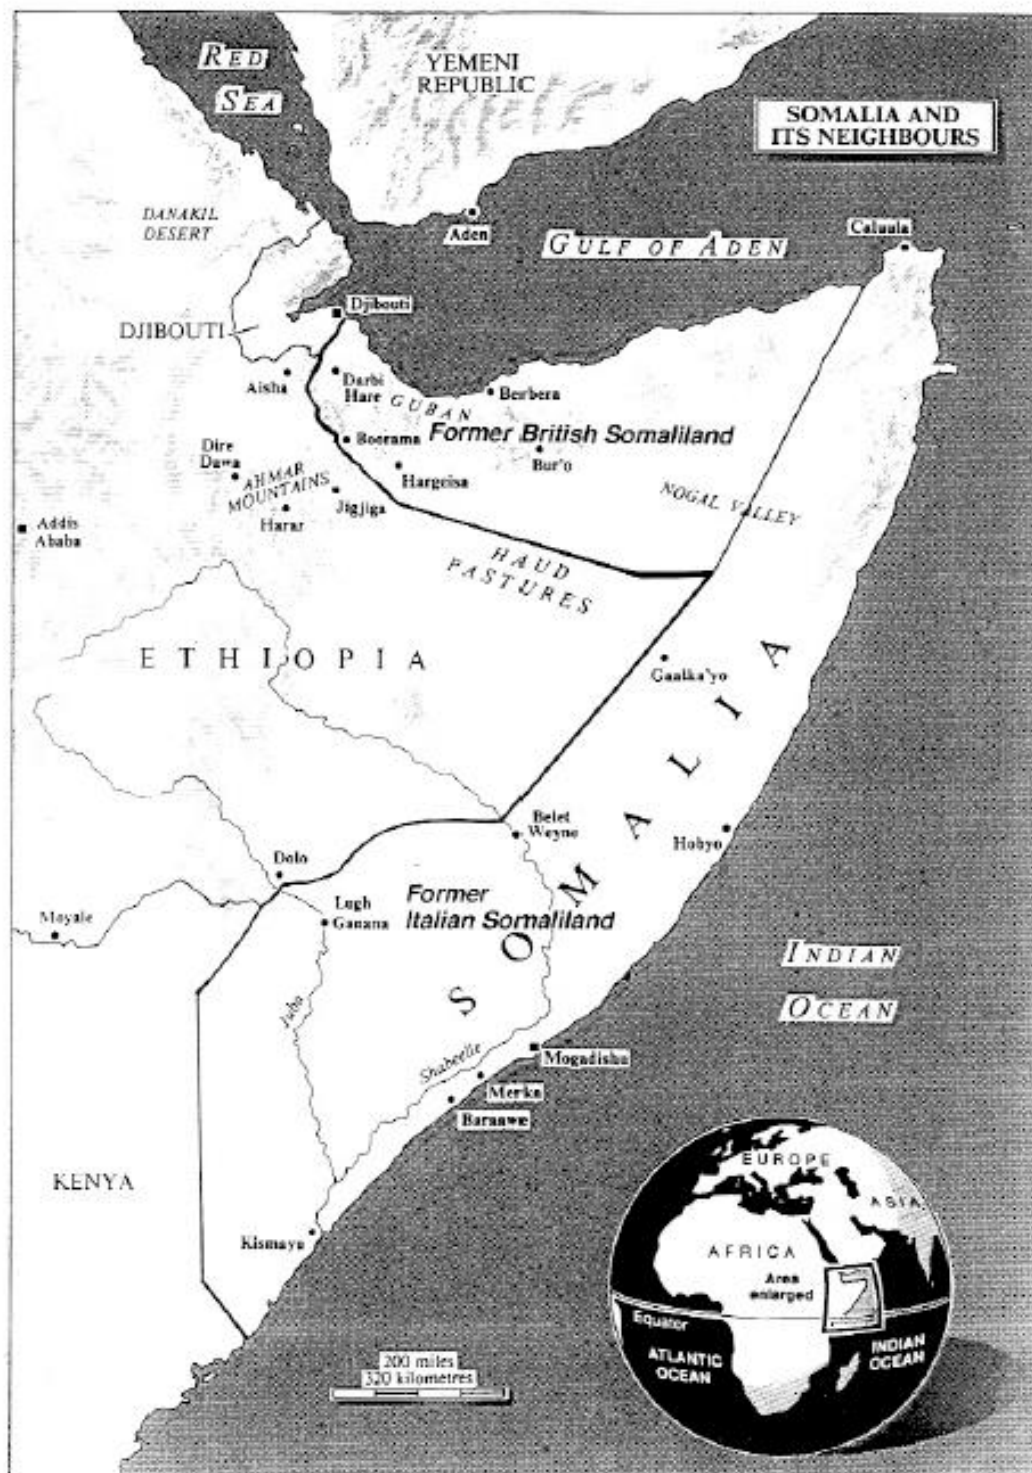 RED
SEA
YEMENI
REPUBLIC
SOMALIA AND
ITS NEIGHBOURS
DANAKIL
DESERT
Aden
GULF OF ADEN
Caluula
Djibouti
DJIBOUTI
Aisha
Darbi
Hare
GUBAN
Berbera
Boorama
Former British Somaliland
Dire
Dawa
AHMAR
MOUNTAINS
Hargeisa
Bur'o
Jigjiga
Harar
NOGAL VALLEY
Addis
Ababa
HAUD
PASTURES
ETHIOPIA
Gaalka'yo
SOMALIA
Belet
Weyne
Hobyo
Dolo
Lugh
Ganana
Former
Italian Somaliland
Moyale
INDIAN
OCEAN
Juba
Shabeelle
Mogadishu
Merka
Baraawe
KENYA
Kismayu
EUROPE
ASIA
AFRICA
Area
enlarged
Equator
ATLANTIC
OCEAN
INDIAN
OCEAN
200 miles
320 kilometres